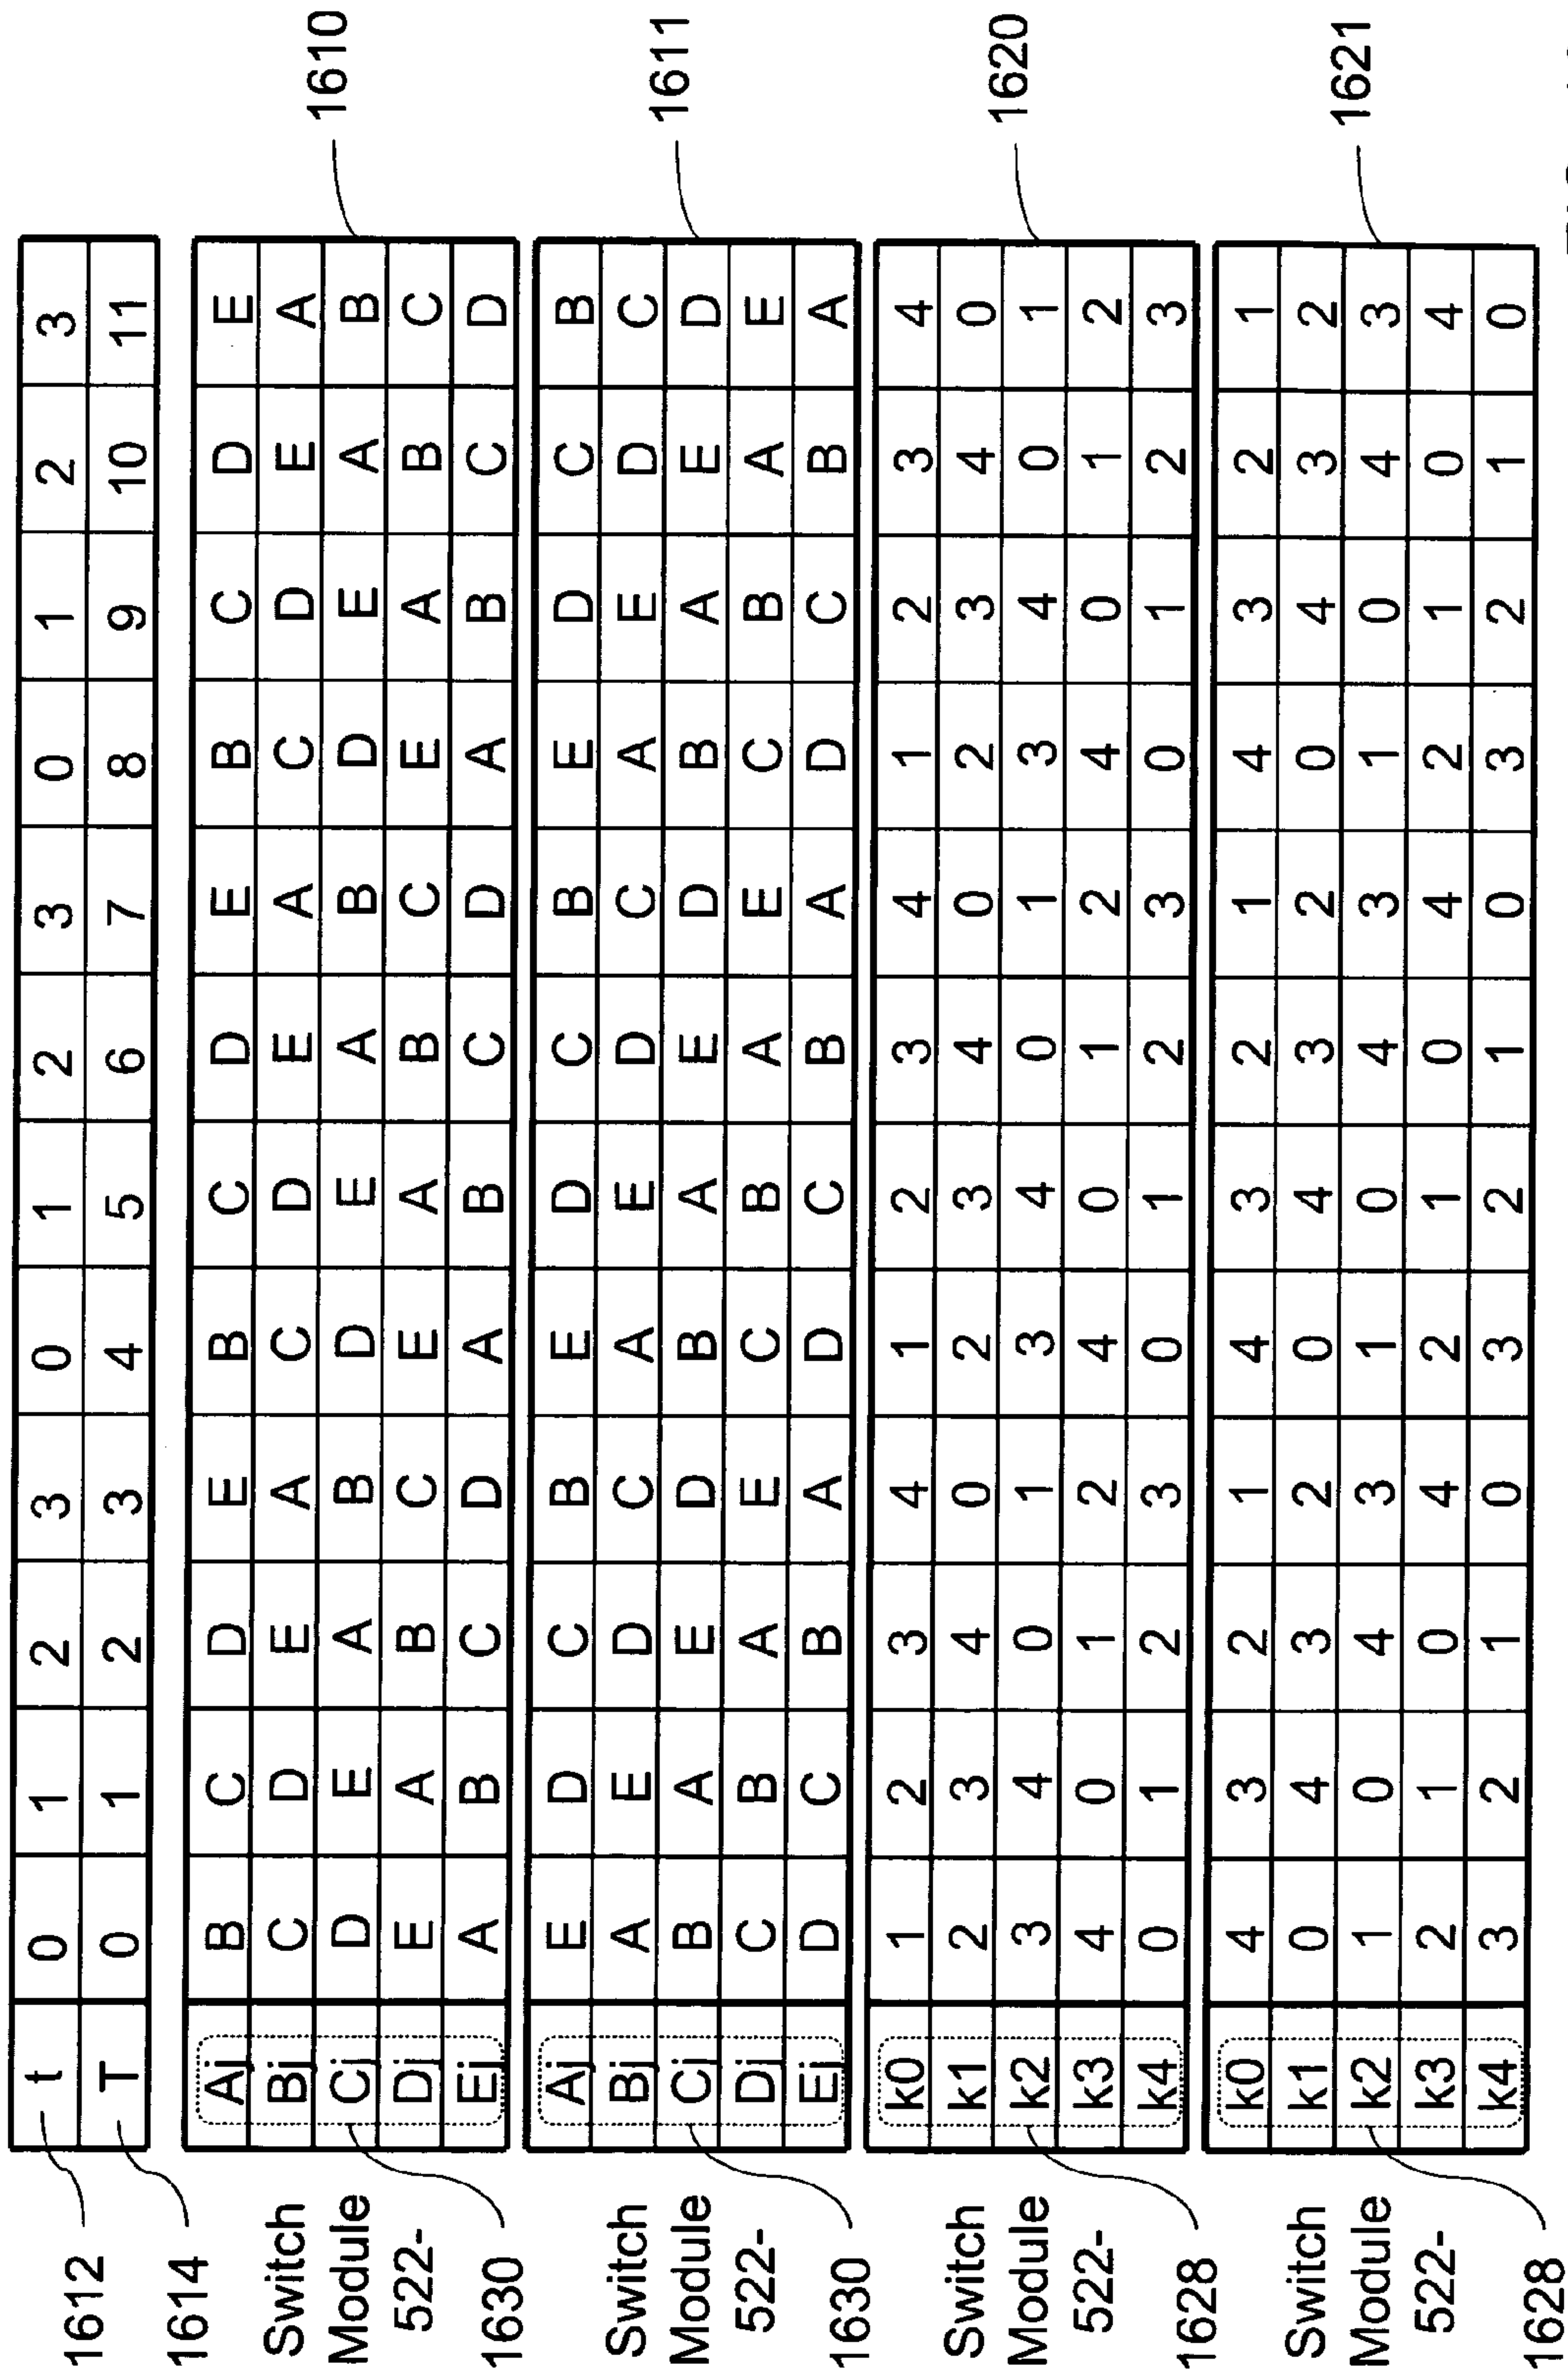 1612 t 0 1 2 3 0 1 2 3 0 1 2 3
1614 T 0 1 2 3 4 5 6 7 8 9 10 11
Switch Module 522-
1630
Aj B C D E B C D E B C D E
Bj C D E A C D E A C D E A
Cj D E A B D E A B D E A B
Dj E A B C E A B C E A B C
Ej A B C D A B C D A B C D
1610
Switch Module 522-
1630
Aj E D C B E D C B E D C B
Bj A E D C A E D C A E D C
Cj B A E D B A E D B A E D
Dj C B A E C B A E C B A E
Ej D C B A D C B A D C B A
1611
Switch Module 522-
1628
k0 1 2 3 4 1 2 3 4 1 2 3 4
k1 2 3 4 0 2 3 4 0 2 3 4 0
k2 3 4 0 1 3 4 0 1 3 4 0 1
k3 4 0 1 2 4 0 1 2 4 0 1 2
k4 0 1 2 3 0 1 2 3 0 1 2 3
1620
Switch Module 522-
1628
k0 4 3 2 1 4 3 2 1 4 3 2 1
k1 0 4 3 2 0 4 3 2 0 4 3 2
k2 1 0 4 3 1 0 4 3 1 0 4 3
k3 2 1 0 4 2 1 0 4 2 1 0 4
k4 3 2 1 0 3 2 1 0 3 2 1 0
1621